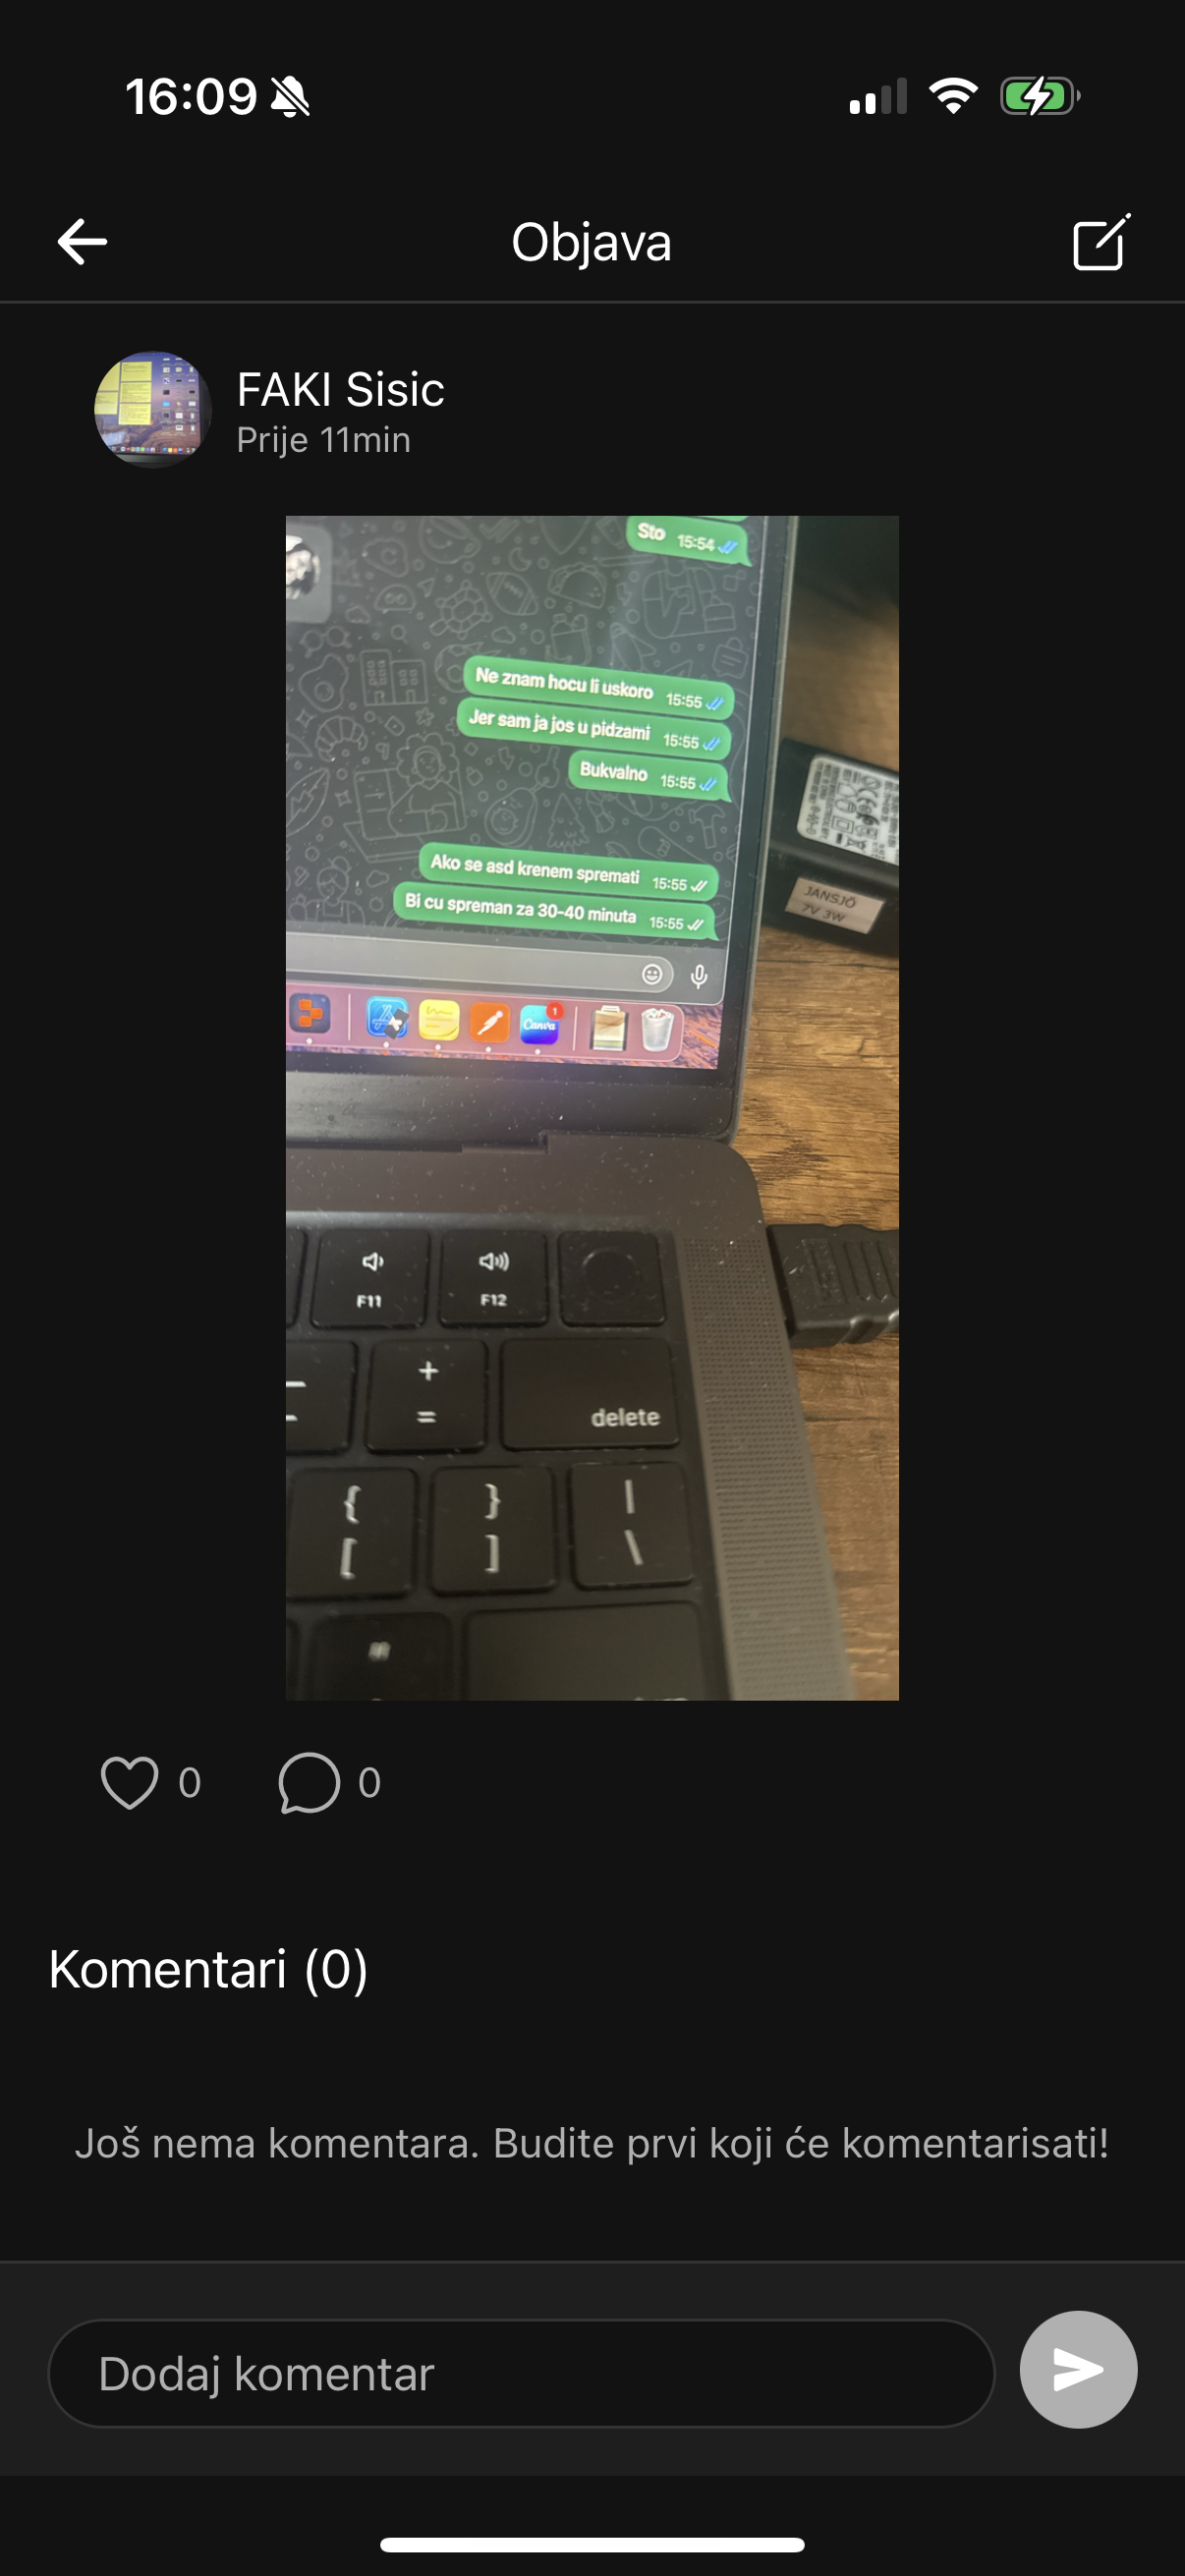 16:09
Objava
FAKI Sisic
Prije 11min
Sto 15:54
Ne znam hocu li uskoro 15:55
Jer sam ja jos u pidzami 15:55
Bukvalno 15:55
Ako se asd krenem spremati 15:55
Bi cu spreman za 30-40 minuta 15:55
JANSJÖ
7V 3W
Canva
1
F11
F12
+
=
delete
{
[
}
]
|
\
0
0
Komentari (0)
Još nema komentara. Budite prvi koji će komentarisati!
Dodaj komentar